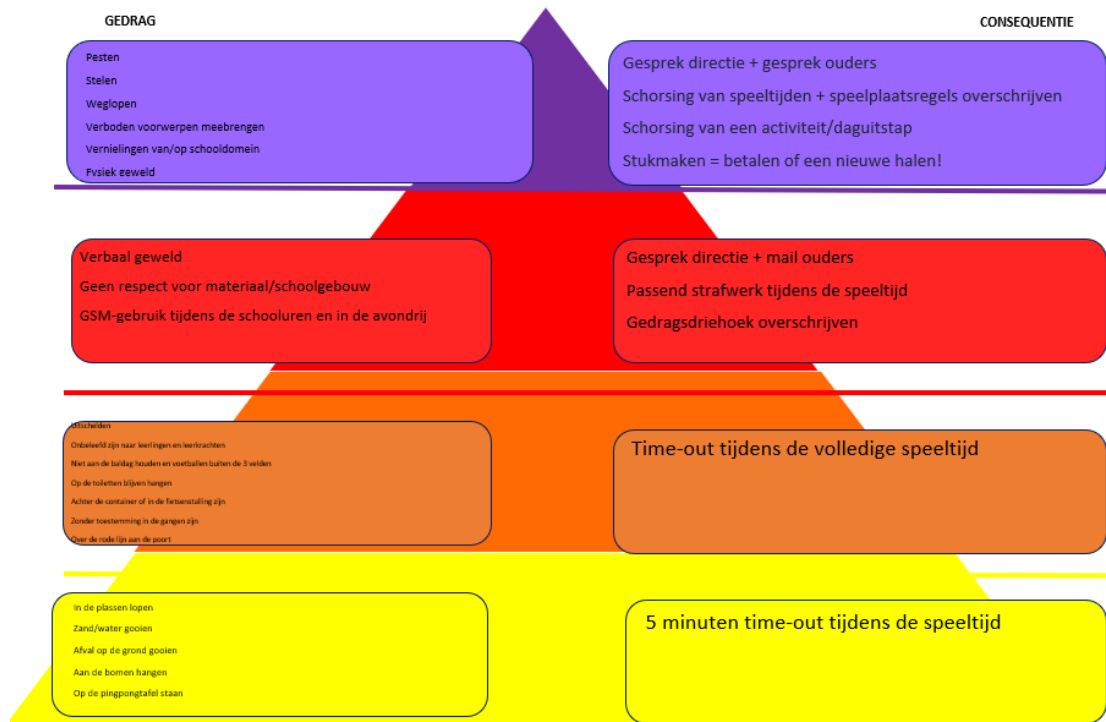 GEDRAG
CONSEQUENTIE
Pesten
Stelen
Weglopen
Verboden voorwerpen meebrengen
Vernielingen van/op schooldomein
Fysiek geweld
Gesprek directie + gesprek ouders
Schorsing van speeltijden + speelplaatsregels overschrijven
Schorsing van een activiteit/daguitstap
Stukmaken = betalen of een nieuwe halen!
Verbaal geweld
Geen respect voor materiaal/schoolgebouw
GSM-gebruik tijdens de schooluren en in de avondrij
Gesprek directie + mail ouders
Passend strafwerk tijdens de speeltijd
Gedragsdriehoek overschrijven
Uitschelden
Onbeleefd zijn naar leerlingen en leerkrachten
Niet aan de baldag houden en voetballen buiten de 3 velden
Op de toiletten blijven hangen
Achter de container of in de fietsenstalling zijn
Zonder toestemming in de gangen zijn
Over de rode lijn aan de poort
Time-out tijdens de volledige speeltijd
In de plassen lopen
Zand/water gooien
Afval op de grond gooien
Aan de bomen hangen
Op de pingpongtafel staan
5 minuten time-out tijdens de speeltijd